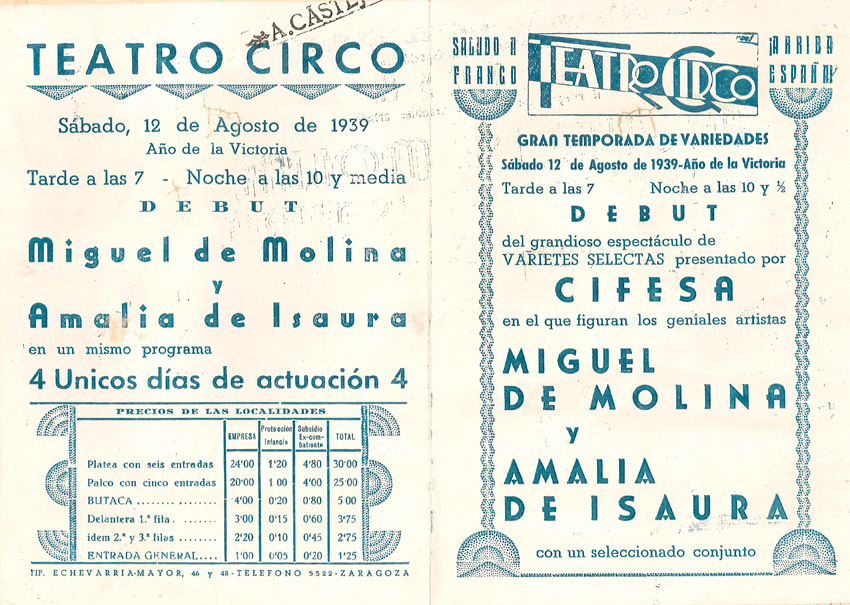 A. CASTEJ
TEATRO CIRCO
Sábado, 12 de Agosto de 1939
Año de la Victoria
Tarde a las 7 - Noche a las 10 y media
DEBUT
Miguel de Molina
y
Amalia de Isaura
en un mismo programa
4 Unicos días de actuación 4
PRECIOS DE LAS LOCALIDADES
EMPRESA Protección Infancia Subsidio Ex-combatiente TOTAL
Platea con seis entradas 24'00 1'20 4'80 30'00
Palco con cinco entradas 20'00 1 00 4'00 25'00
BUTACA ......... 4'00 0'20 0'80 5 00
Delantera 1.ª fila . ....... 3'00 0'15 0'60 3'75
idem 2.ª y 3.ª filas ........ 2'20 0'10 0'45 2'75
ENTRADA GENERAL.... 1'00 0'05 0'20 1'25
TIP. ECHEVARRIA-MAYOR, 46 y 48-TELEFONO 5522-ZARAGOZA
SALUDO A
FRANCO
TEATRO CIRCO
¡ARRIBA
ESPAÑA!
GRAN TEMPORADA DE VARIEDADES
Sábado 12 de Agosto de 1939-Año de la Victoria
Tarde a las 7 Noche a las 10 y ½
DEBUT
del grandioso espectáculo de
VARIETES SELECTAS presentado por
CIFESA
en el que figuran los geniales artistas
MIGUEL
DE MOLINA
y
AMALIA
DE ISAURA
con un seleccionado conjunto